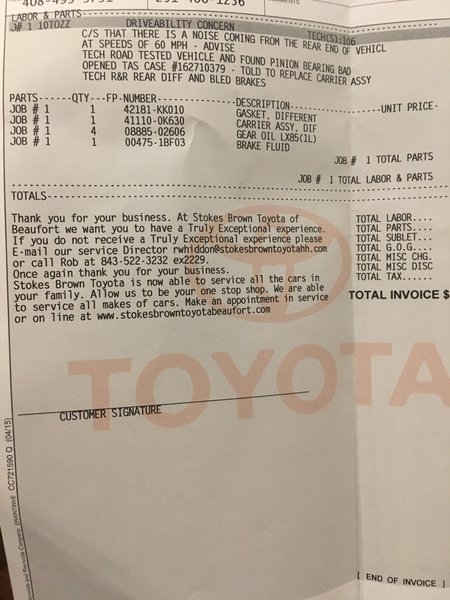 LABOR & PARTS
J# 1 10TOZZ DRIVEABILITY CONCERN TECH(S):106
C/S THAT THERE IS A NOISE COMING FROM THE REAR END OF VEHICL
AT SPEEDS OF 60 MPH - ADVISE
TECH ROAD TESTED VEHICLE AND FOUND PINION BEARING BAD
OPENED TAS CASE #162710379 - TOLD TO REPLACE CARRIER ASSY
TECH R&R REAR DIFF AND BLED BRAKES
PARTS------QTY---FP-NUMBER---------------DESCRIPTION--------------------UNIT PRICE-
JOB # 1 1 42181-KK010 GASKET, DIFFERENT
JOB # 1 1 41110-0K630 CARRIER ASSY, DIF
JOB # 1 4 08885-02606 GEAR OIL LX85(1L)
JOB # 1 1 00475-1BF03 BRAKE FLUID
JOB # 1 TOTAL PARTS
JOB # 1 TOTAL LABOR & PARTS
TOTALS
Thank you for your business. At Stokes Brown Toyota of
Beaufort we want you to have a Truly Exceptional experience.
If you do not receive a Truly Exceptional experience please
E-mail our service Director rwhiddon@stokesbrowntoyotahh.com
or call Rob at 843-522-3232 ex2229.
Once again thank you for your business.
Stokes Brown Toyota is now able to service all the cars in
your family. Allow us to be your one stop shop. We are able
to service all makes of cars. Make an appointment in service
or on line at www.stokesbrowntoyotabeaufort.com
TOTAL LABOR....
TOTAL PARTS....
TOTAL SUBLET...
TOTAL G.O.G....
TOTAL MISC CHG.
TOTAL MISC DISC
TOTAL TAX......
TOTAL INVOICE $
TOYOTA
CUSTOMER SIGNATURE
CC721590 Q (04/15)
[ END OF INVOICE ]